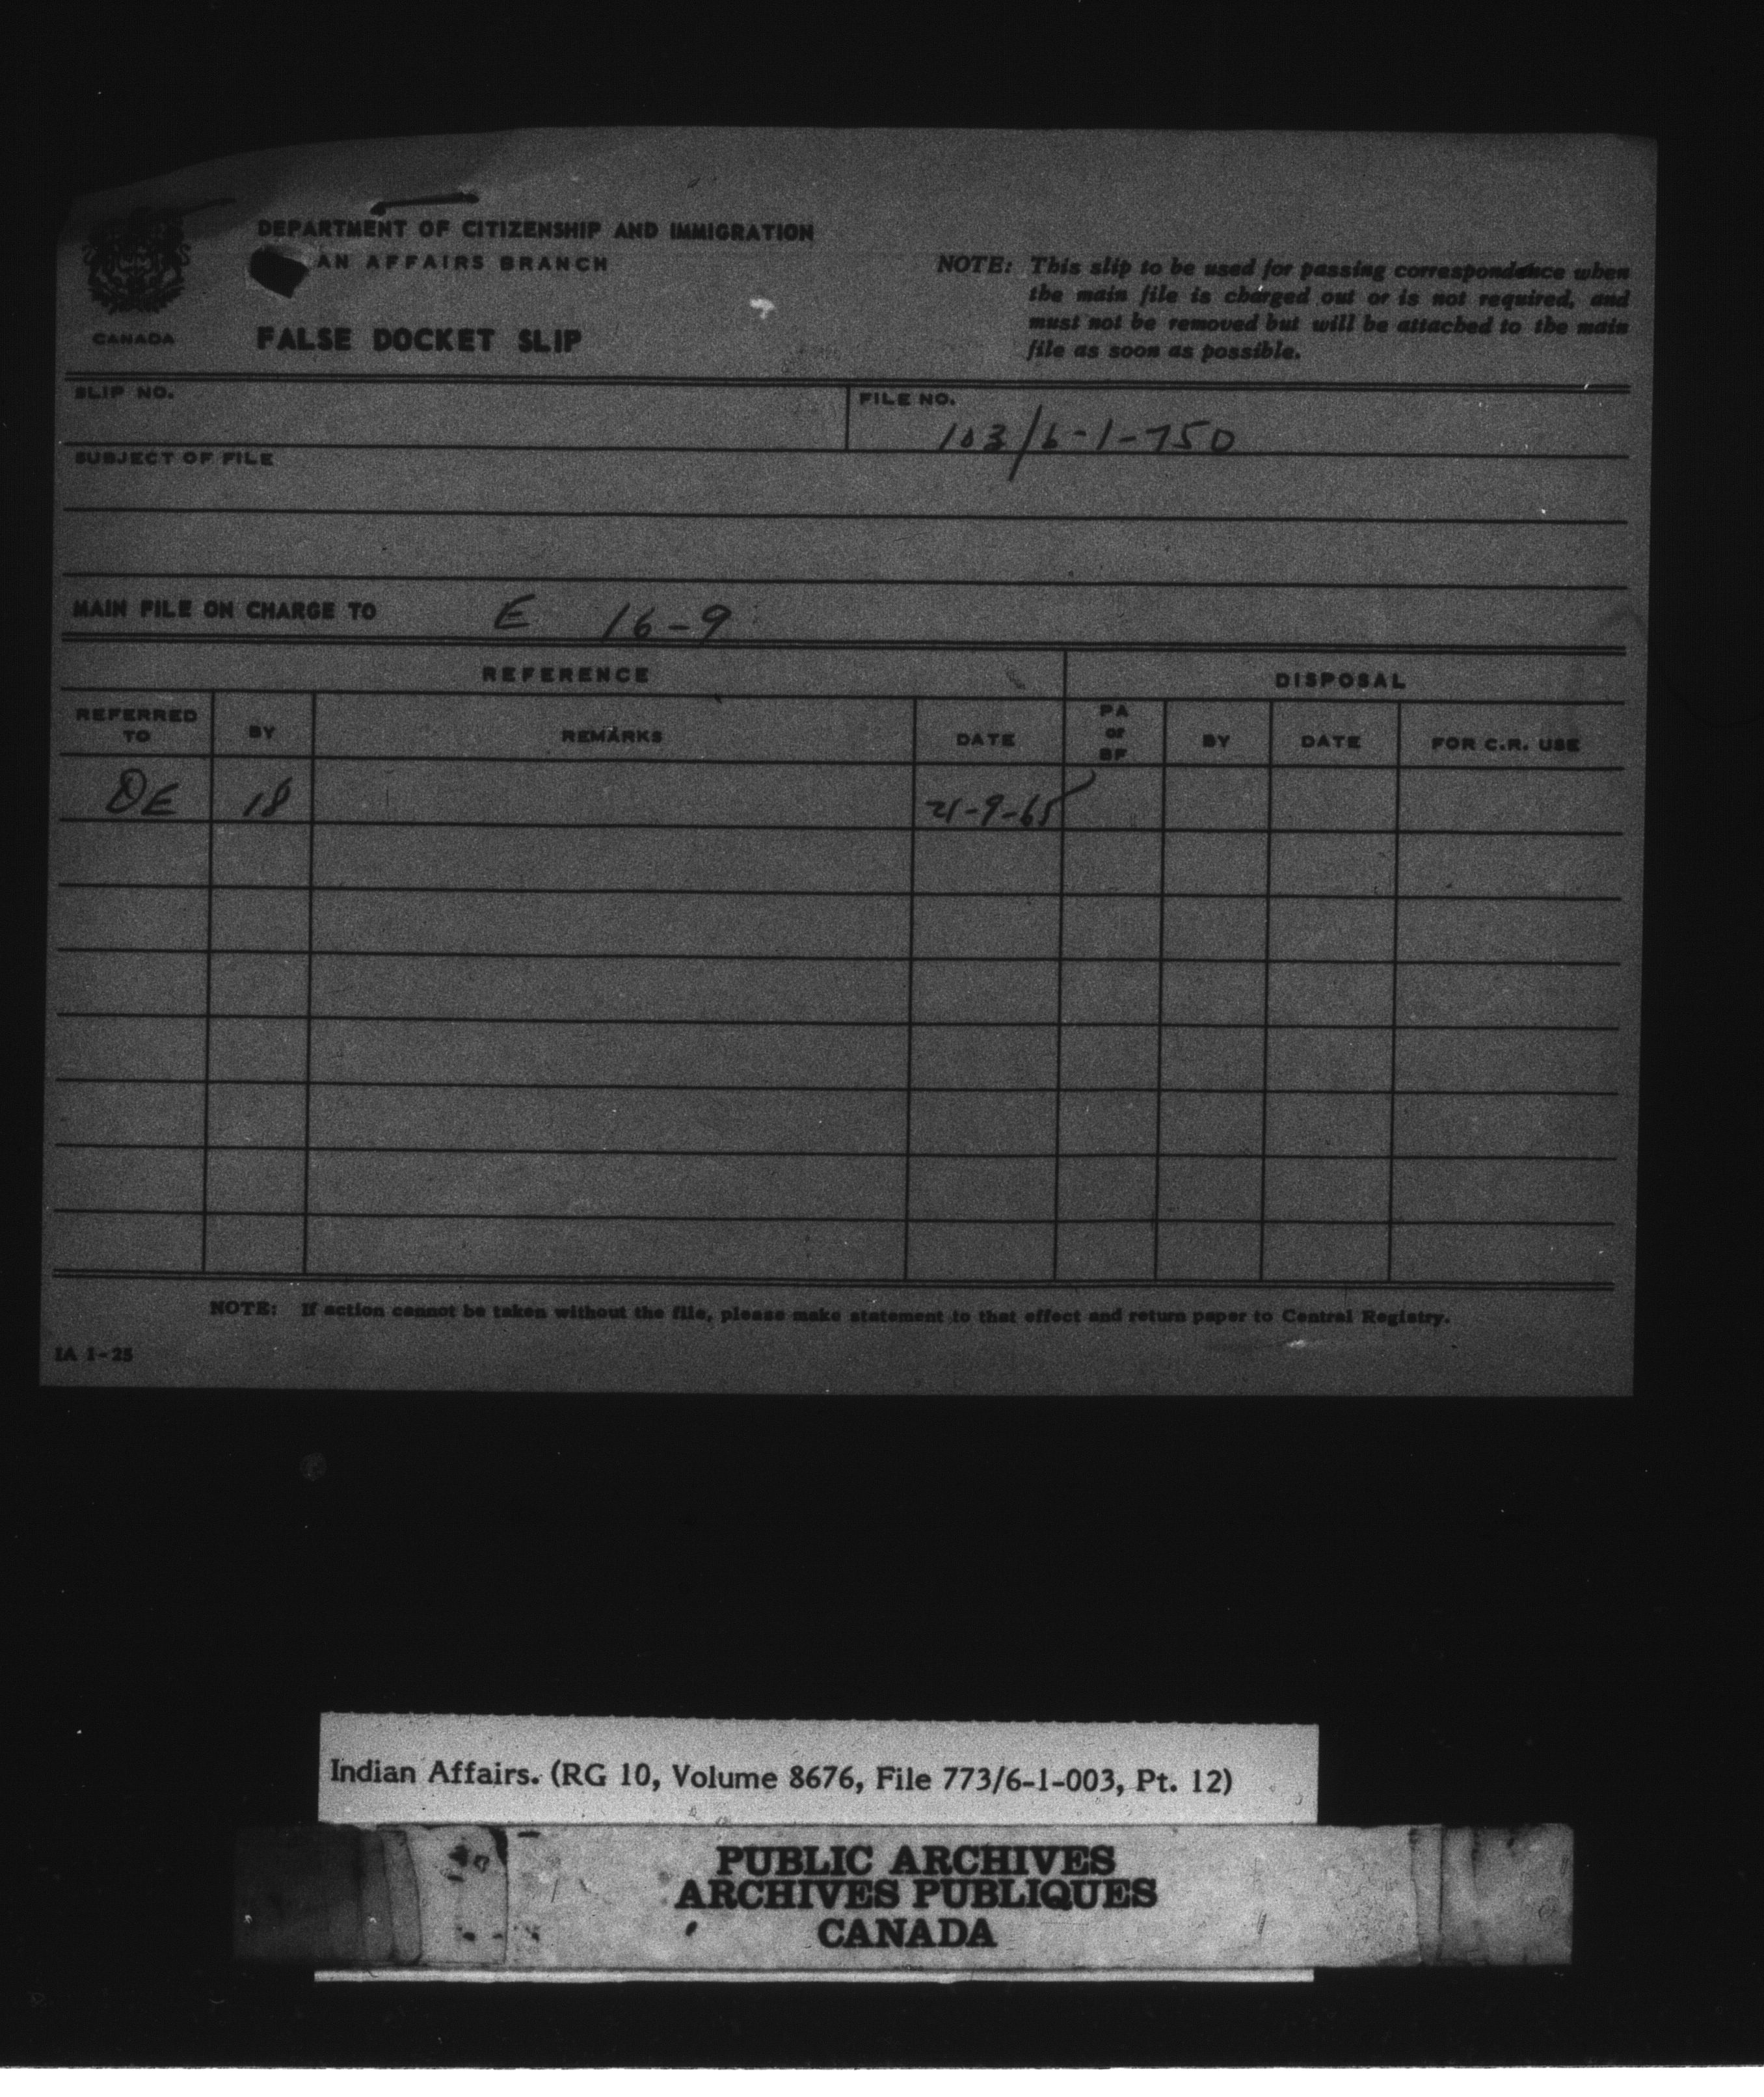 DEPARTMENT OF CITIZENSHIP AND IMMIGRATION
AN AFFAIRS BRANCH
CANADA
FALSE DOCKET SLIP
NOTE: This slip to be used for passing correspondence when
the main file is charged out or is not required, and
must not be removed but will be attached to the main
file as soon as possible.
SLIP NO.
FILE NO.
103/6-1-750
SUBJECT OF FILE
MAIN FILE ON CHARGE TO E 16-9
REFERENCE DISPOSAL
REFERRED TO BY REMARKS DATE PA or BF BY DATE FOR C.R. USE
DE 18 21-9-65
NOTE: If action cannot be taken without the file, please make statement to that effect and return paper to Central Registry.
IA 1-25
Indian Affairs. (RG 10, Volume 8676, File 773/6-1-003, Pt. 12)
PUBLIC ARCHIVES
ARCHIVES PUBLIQUES
CANADA